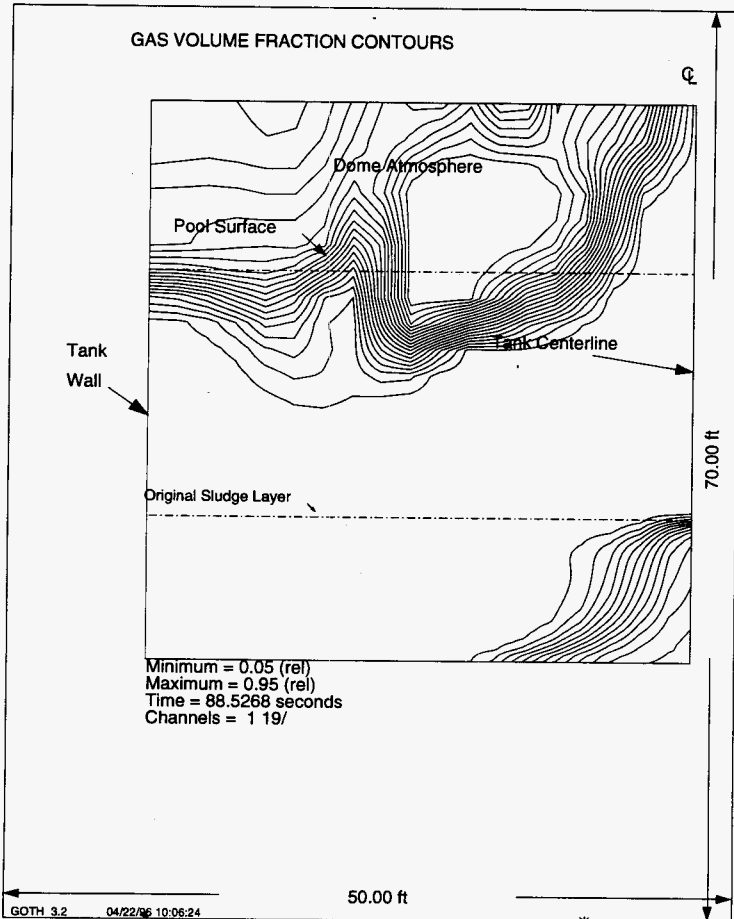 GAS VOLUME FRACTION CONTOURS
℄
Dome Atmosphere
Pool Surface
Tank Centerline
Tank
Wall
70.00 ft
Original Sludge Layer
Minimum = 0.05 (rel)
Maximum = 0.95 (rel)
Time = 88.5268 seconds
Channels = 1 19/
50.00 ft
GOTH 3.2 04/22/96 10:06:24